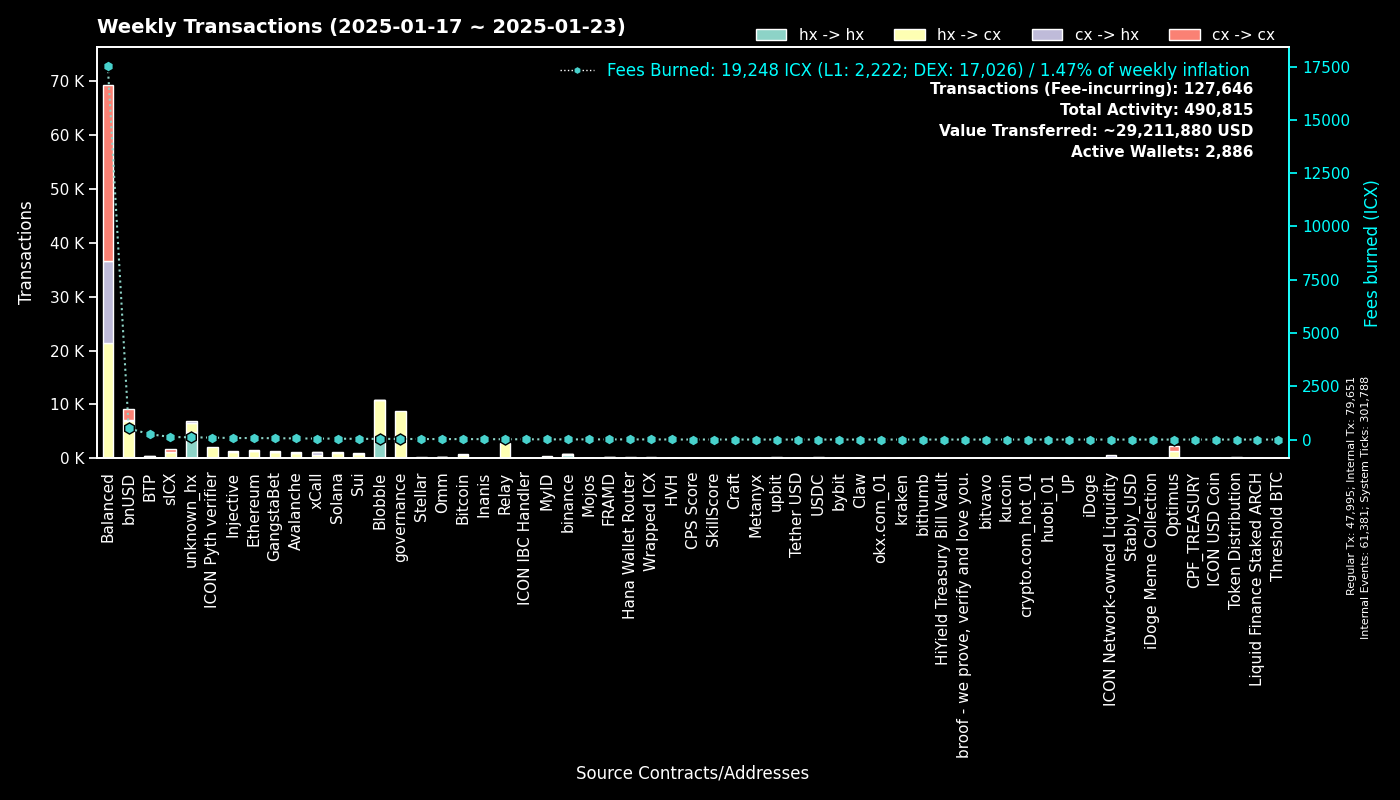 Weekly Transactions (2025-01-17 ~ 2025-01-23)
hx -> hx
hx -> cx
cx -> hx
cx -> cx
Fees Burned: 19,248 ICX (L1: 2,222; DEX: 17,026) / 1.47% of weekly inflation
Transactions (Fee-incurring): 127,646
Total Activity: 490,815
Value Transferred: ~29,211,880 USD
Active Wallets: 2,886
Transactions
70 K
60 K
50 K
40 K
30 K
20 K
10 K
0 K
17500
15000
12500
10000
7500
5000
2500
0
Fees burned (ICX)
Regular Tx: 47,995; Internal Tx: 79,651
Internal Events: 61,381; System Ticks: 301,788
Balanced
bnUSD
BTP
sICX
unknown_hx
ICON Pyth verifier
Injective
Ethereum
GangstaBet
Avalanche
xCall
Solana
Sui
Blobble
governance
Stellar
Omm
Bitcoin
Inanis
Relay
ICON IBC Handler
MyID
binance
Mojos
FRAMD
Hana Wallet Router
Wrapped ICX
HVH
CPS Score
SkillScore
Craft
Metanyx
upbit
Tether USD
USDC
bybit
Claw
okx.com_01
kraken
bithumb
HiYield Treasury Bill Vault
broof - we prove, verify and love you.
bitvavo
kucoin
crypto.com_hot_01
huobi_01
UP
iDoge
ICON Network-owned Liquidity
Stably_USD
iDoge Meme Collection
Optimus
CPF_TREASURY
ICON USD Coin
Token Distribution
Liquid Finance Staked ARCH
Threshold BTC
Source Contracts/Addresses